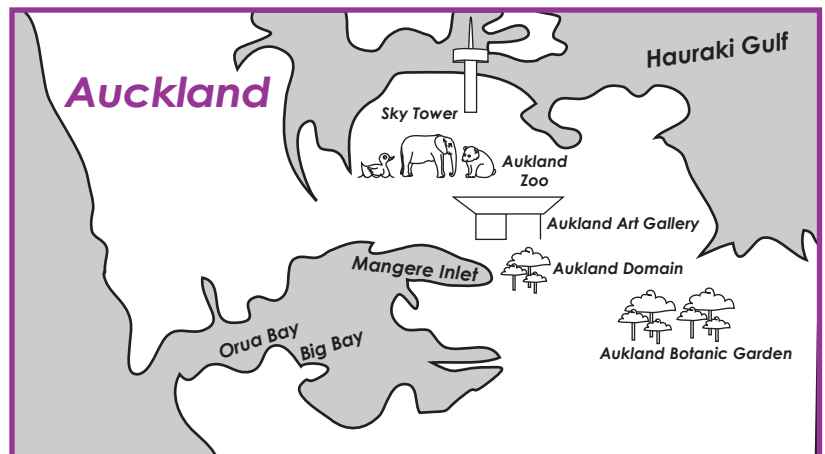 Hauraki Gulf
Auckland
Sky Tower
Aukland
Zoo
Aukland Art Gallery
Mangere Inlet
Aukland Domain
Orua Bay
Big Bay
Aukland Botanic Garden